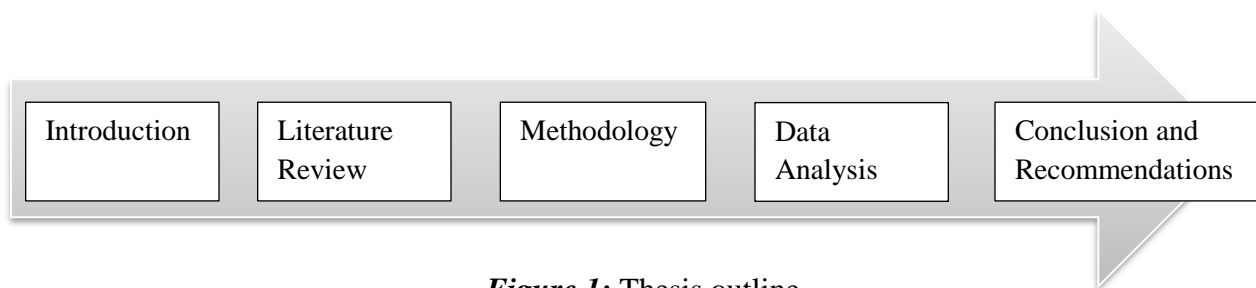 Introduction
Literature
Review
Methodology
Data
Analysis
Conclusion and
Recommendations
Figure 1: Thesis outline